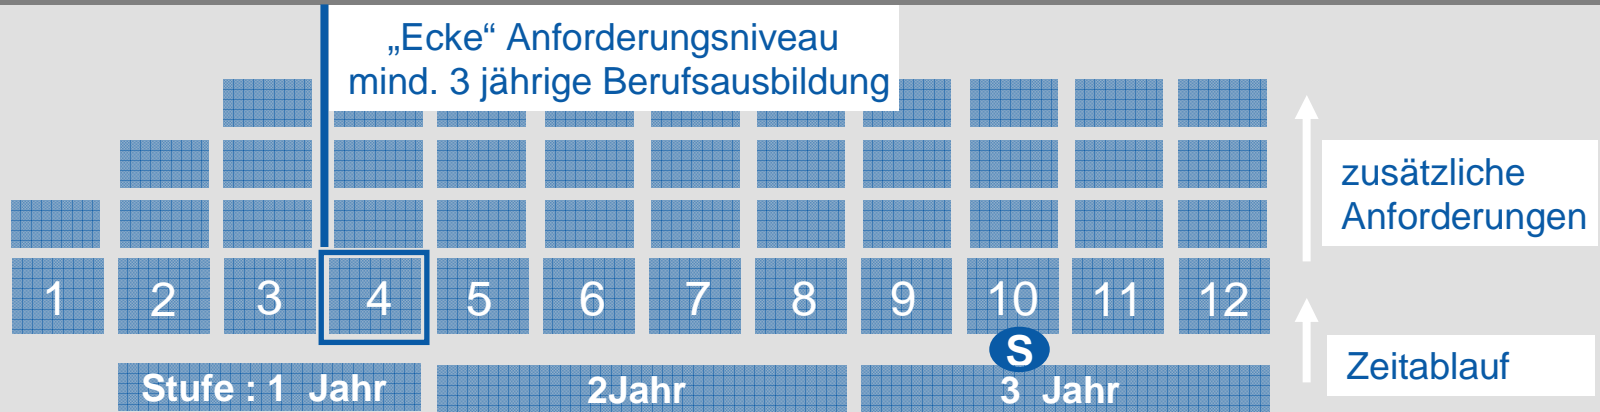 „Ecke“ Anforderungsniveau
mind. 3 jährige Berufsausbildung
zusätzliche
Anforderungen
1 2 3 4 5 6 7 8 9 10 11 12
S
Zeitablauf
Stufe : 1 Jahr 2Jahr 3 Jahr